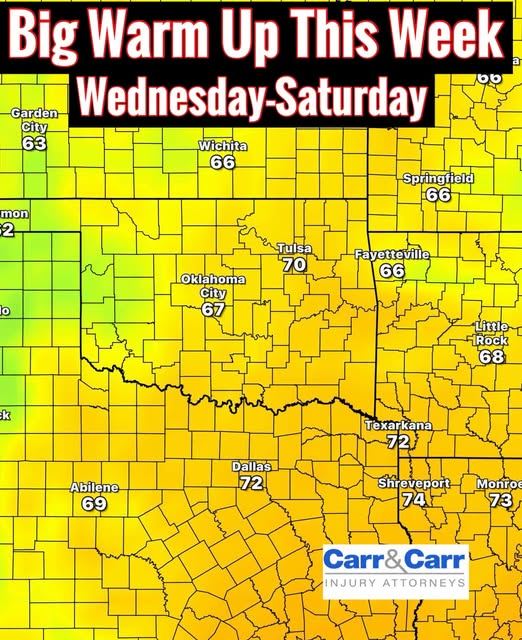 Big Warm Up This Week
Wednesday-Saturday
66
Garden
City
63
Wichita
66
Springfield
66
mon
Tulsa
70
Fayetteville
66
Oklahoma
City
67
Little
Rock
68
Texarkana
72
Dallas
72
Abilene
69
Shreveport
74
Monroe
73
Carr&Carr
INJURY ATTORNEYS